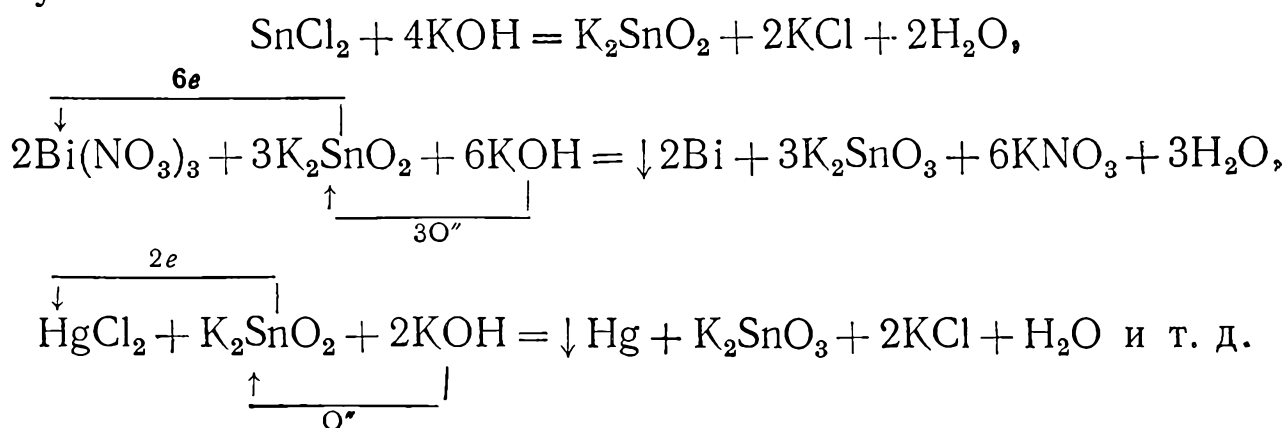 SnCl₂ + 4KOH = K₂SnO₂ + 2KCl + 2H₂O,
6e
↓
2Bi(NO₃)₃ + 3K₂SnO₂ + 6KOH = ↓2Bi + 3K₂SnO₃ + 6KNO₃ + 3H₂O,
↑
3O″
2e
↓
HgCl₂ + K₂SnO₂ + 2KOH = ↓Hg + K₂SnO₃ + 2KCl + H₂O и т. д.
↑
O″